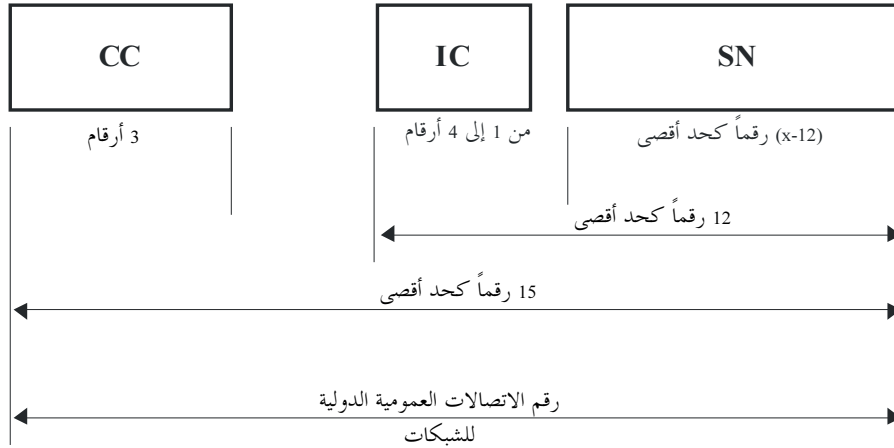 CC
IC
SN
3 أرقام
من 1 إلى 4 أرقام
(x-12) رقماً كحد أقصى
12 رقماً كحد أقصى
15 رقماً كحد أقصى
رقم الاتصالات العمومية الدولية
للشبكات